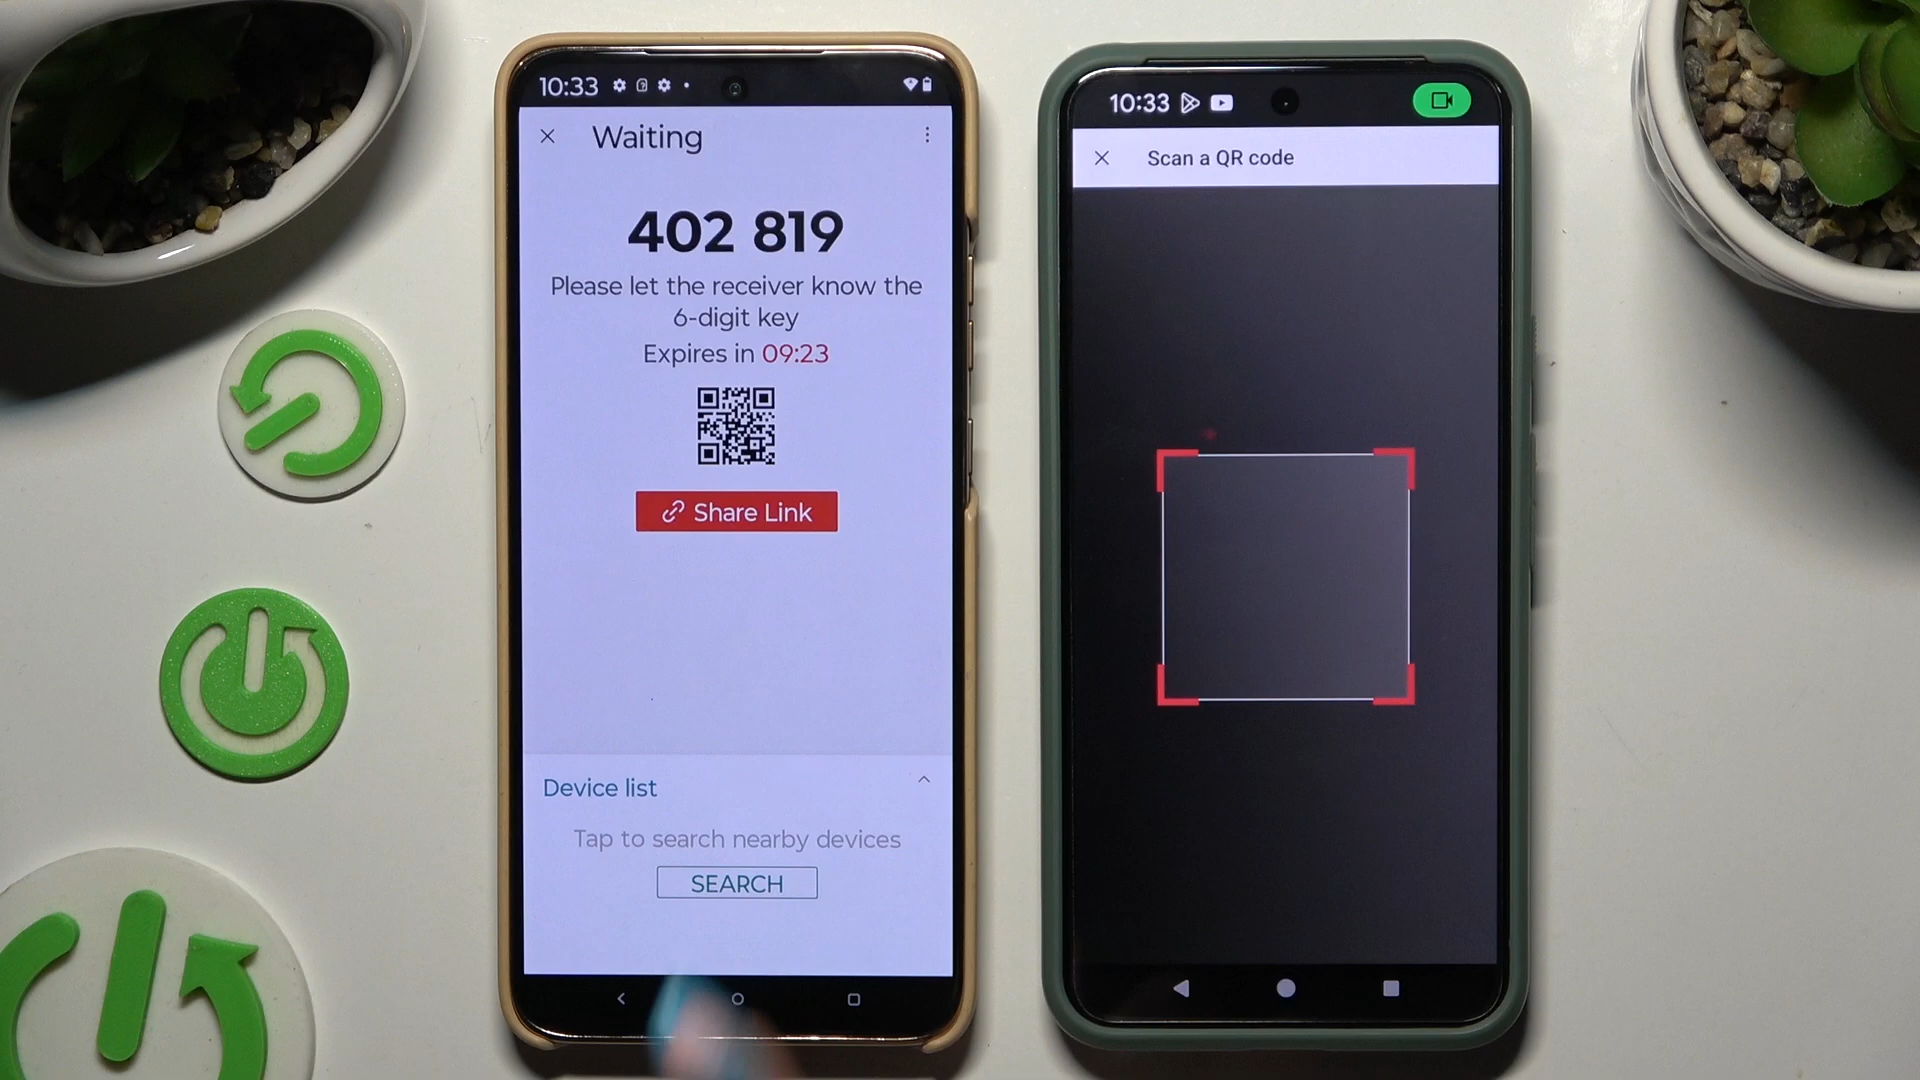 10:33
Waiting
402 819
Please let the receiver know the
6-digit key
Expires in 09:23
Share Link
Device list
Tap to search nearby devices
SEARCH
10:33
Scan a QR code